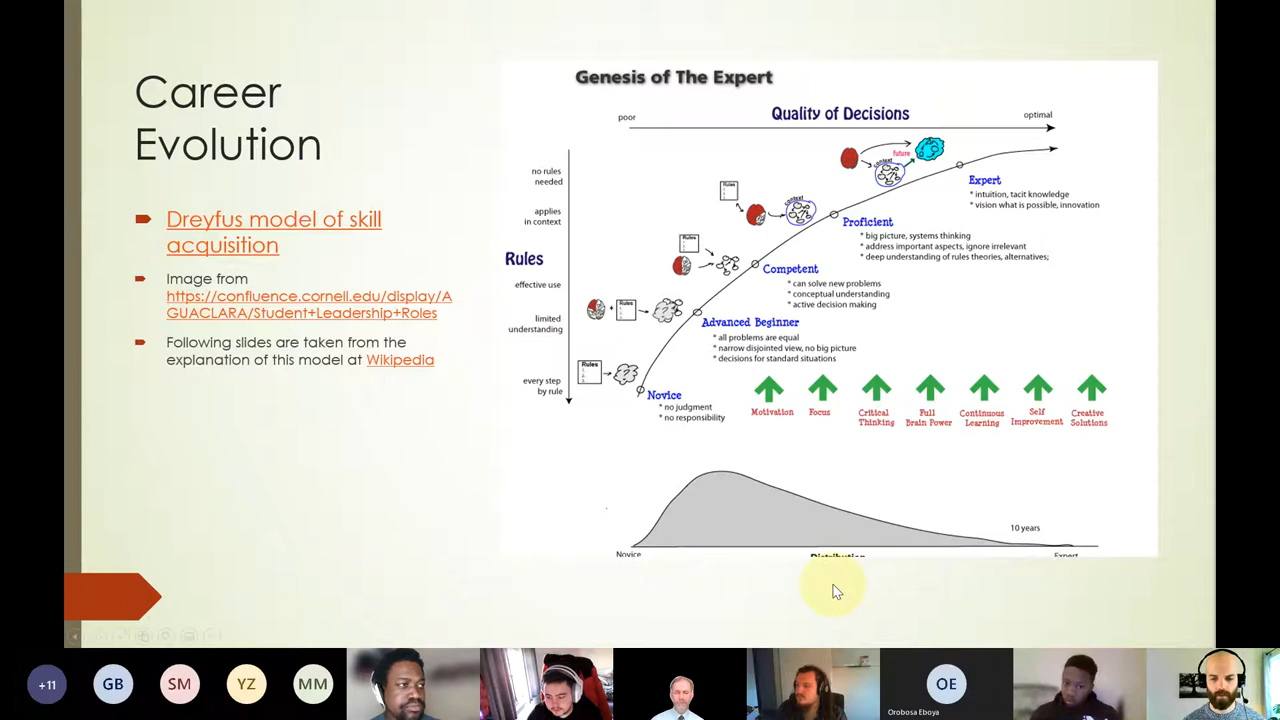 Career
Evolution
Dreyfus model of skill
acquisition
Image from
https://confluence.cornell.edu/display/A
GUACLARA/Student+Leadership+Roles
Following slides are taken from the
explanation of this model at Wikipedia
Genesis of The Expert
Quality of Decisions
poor
optimal
no rules
needed
applies
in context
Rules
effective use
limited
understanding
every step
by rule
future
context
Expert
* intuition, tacit knowledge
* vision what is possible, innovation
Rules
context
Proficient
* big picture, systems thinking
* address important aspects, ignore irrelevant
* deep understanding of rules theories, alternatives;
Rules
Competent
* can solve new problems
* conceptual understanding
* active decision making
Rules
Advanced Beginner
* all problems are equal
* narrow disjointed view, no big picture
* decisions for standard situations
Rules
Novice
* no judgment
* no responsibility
Motivation
Focus
Critical
Thinking
Full
Brain Power
Continuous
Learning
Self
Improvement
Creative
Solutions
10 years
Novice
Distribution
Expert
+11
GB
SM
YZ
MM
OE
Orobosa Eboya